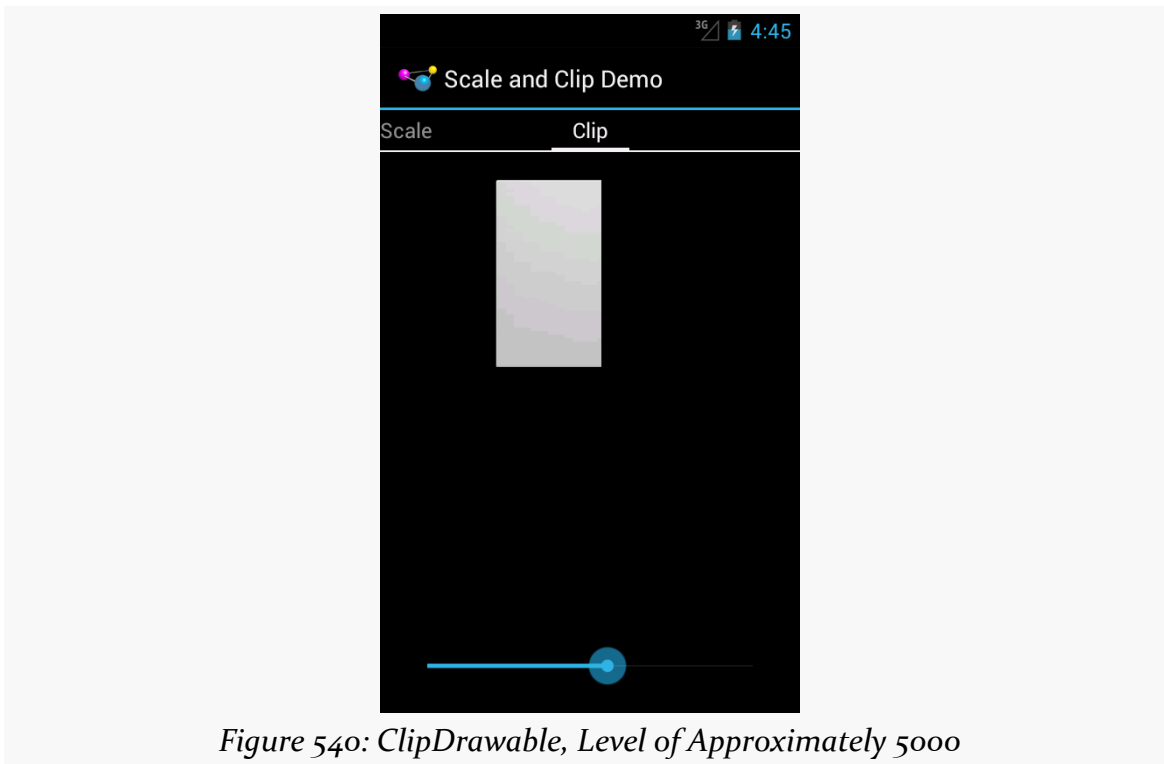 3G 4:45
Scale and Clip Demo
Scale Clip
Figure 540: ClipDrawable, Level of Approximately 5000